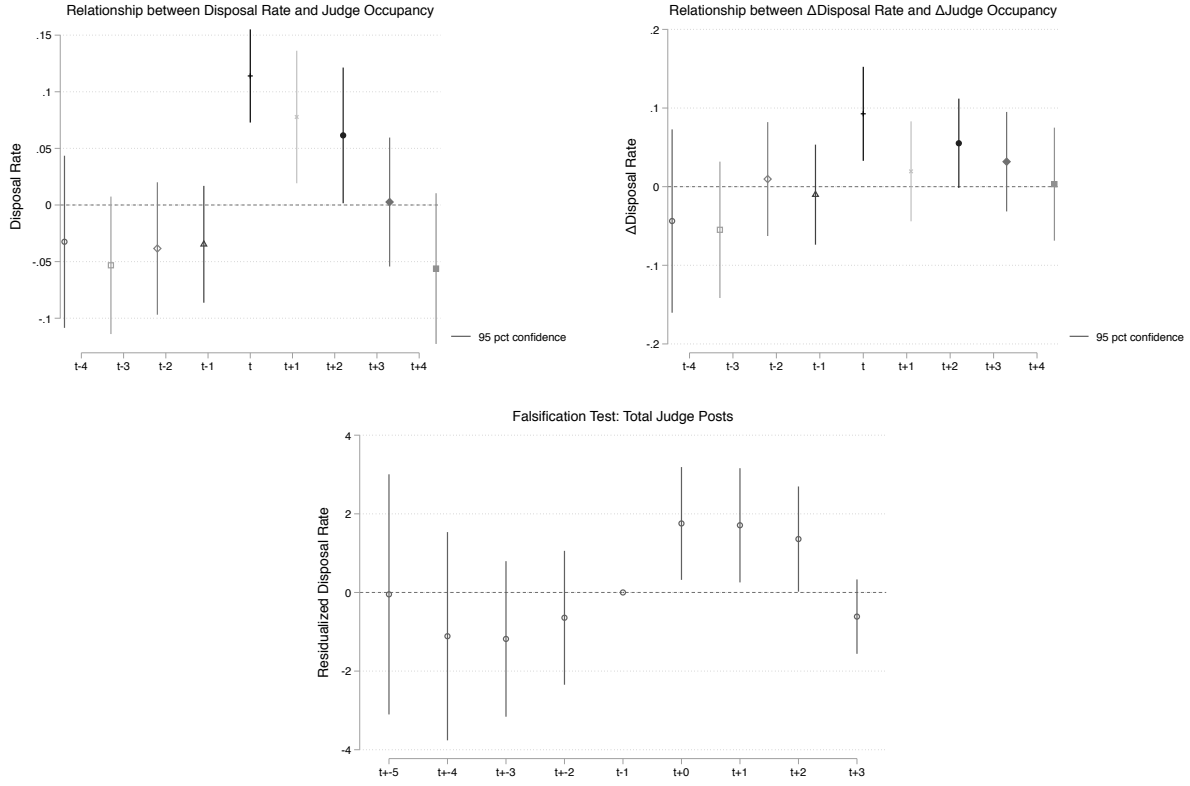 Relationship between Disposal Rate and Judge Occupancy
Disposal Rate
.15
.1
.05
0
-.05
-.1
t-4 t-3 t-2 t-1 t t+1 t+2 t+3 t+4
95 pct confidence
Relationship between ΔDisposal Rate and ΔJudge Occupancy
ΔDisposal Rate
.2
.1
0
-.1
-.2
t-4 t-3 t-2 t-1 t t+1 t+2 t+3 t+4
95 pct confidence
Falsification Test: Total Judge Posts
Residualized Disposal Rate
4
2
0
-2
-4
t+-5 t+-4 t+-3 t+-2 t-1 t+0 t+1 t+2 t+3